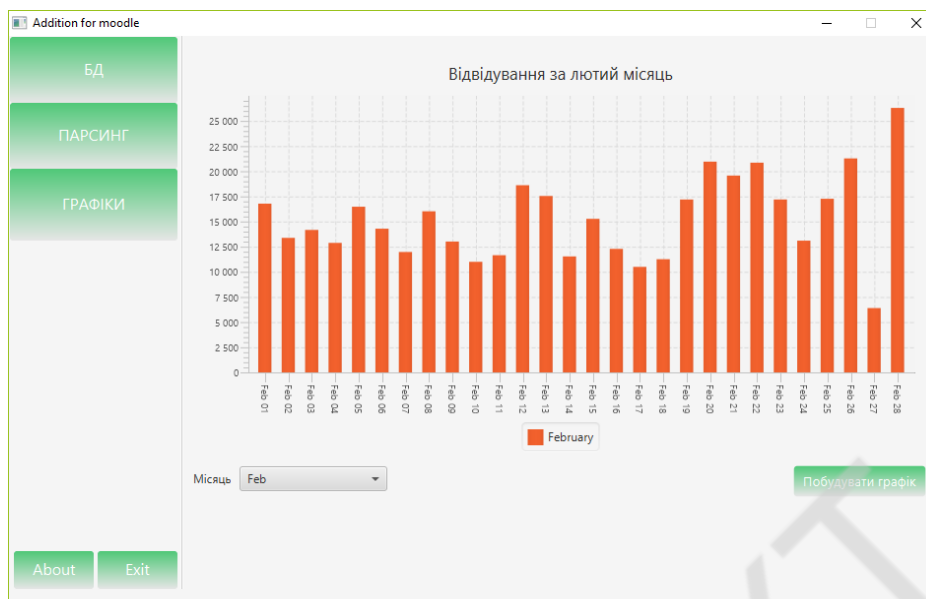 Addition for moodle
БД
ПАРСИНГ
ГРАФІКИ
About
Exit
Відвідування за лютий місяць
25 000
22 500
20 000
17 500
15 000
12 500
10 000
7 500
5 000
2 500
0
Feb 01
Feb 02
Feb 03
Feb 04
Feb 05
Feb 06
Feb 07
Feb 08
Feb 09
Feb 10
Feb 11
Feb 12
Feb 13
Feb 14
Feb 15
Feb 16
Feb 17
Feb 18
Feb 19
Feb 20
Feb 21
Feb 22
Feb 23
Feb 24
Feb 25
Feb 26
Feb 27
Feb 28
February
Місяць
Feb
Побудувати графік